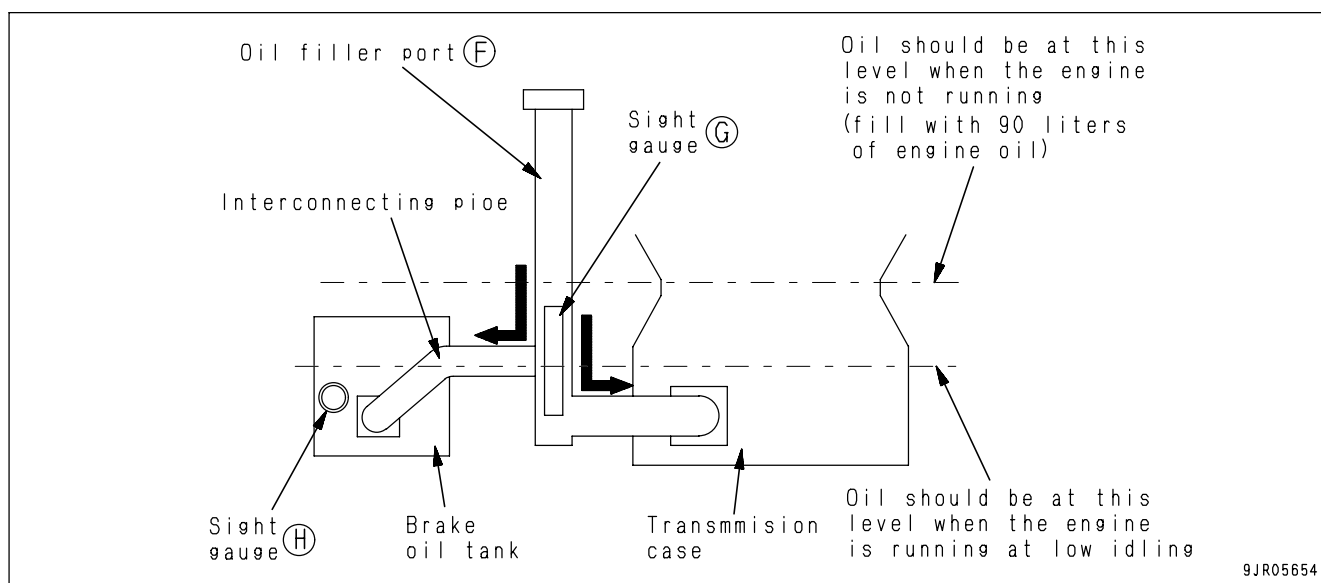 Oil filler port F
Sight
gauge G
Oil should be at this
level when the engine
is not running
(fill with 90 liters
of engine oil)
Interconnecting pioe
Sight
gauge H
Brake
oil tank
Transmmision
case
Oil should be at this
level when the engine
is running at low idling
9JR05654